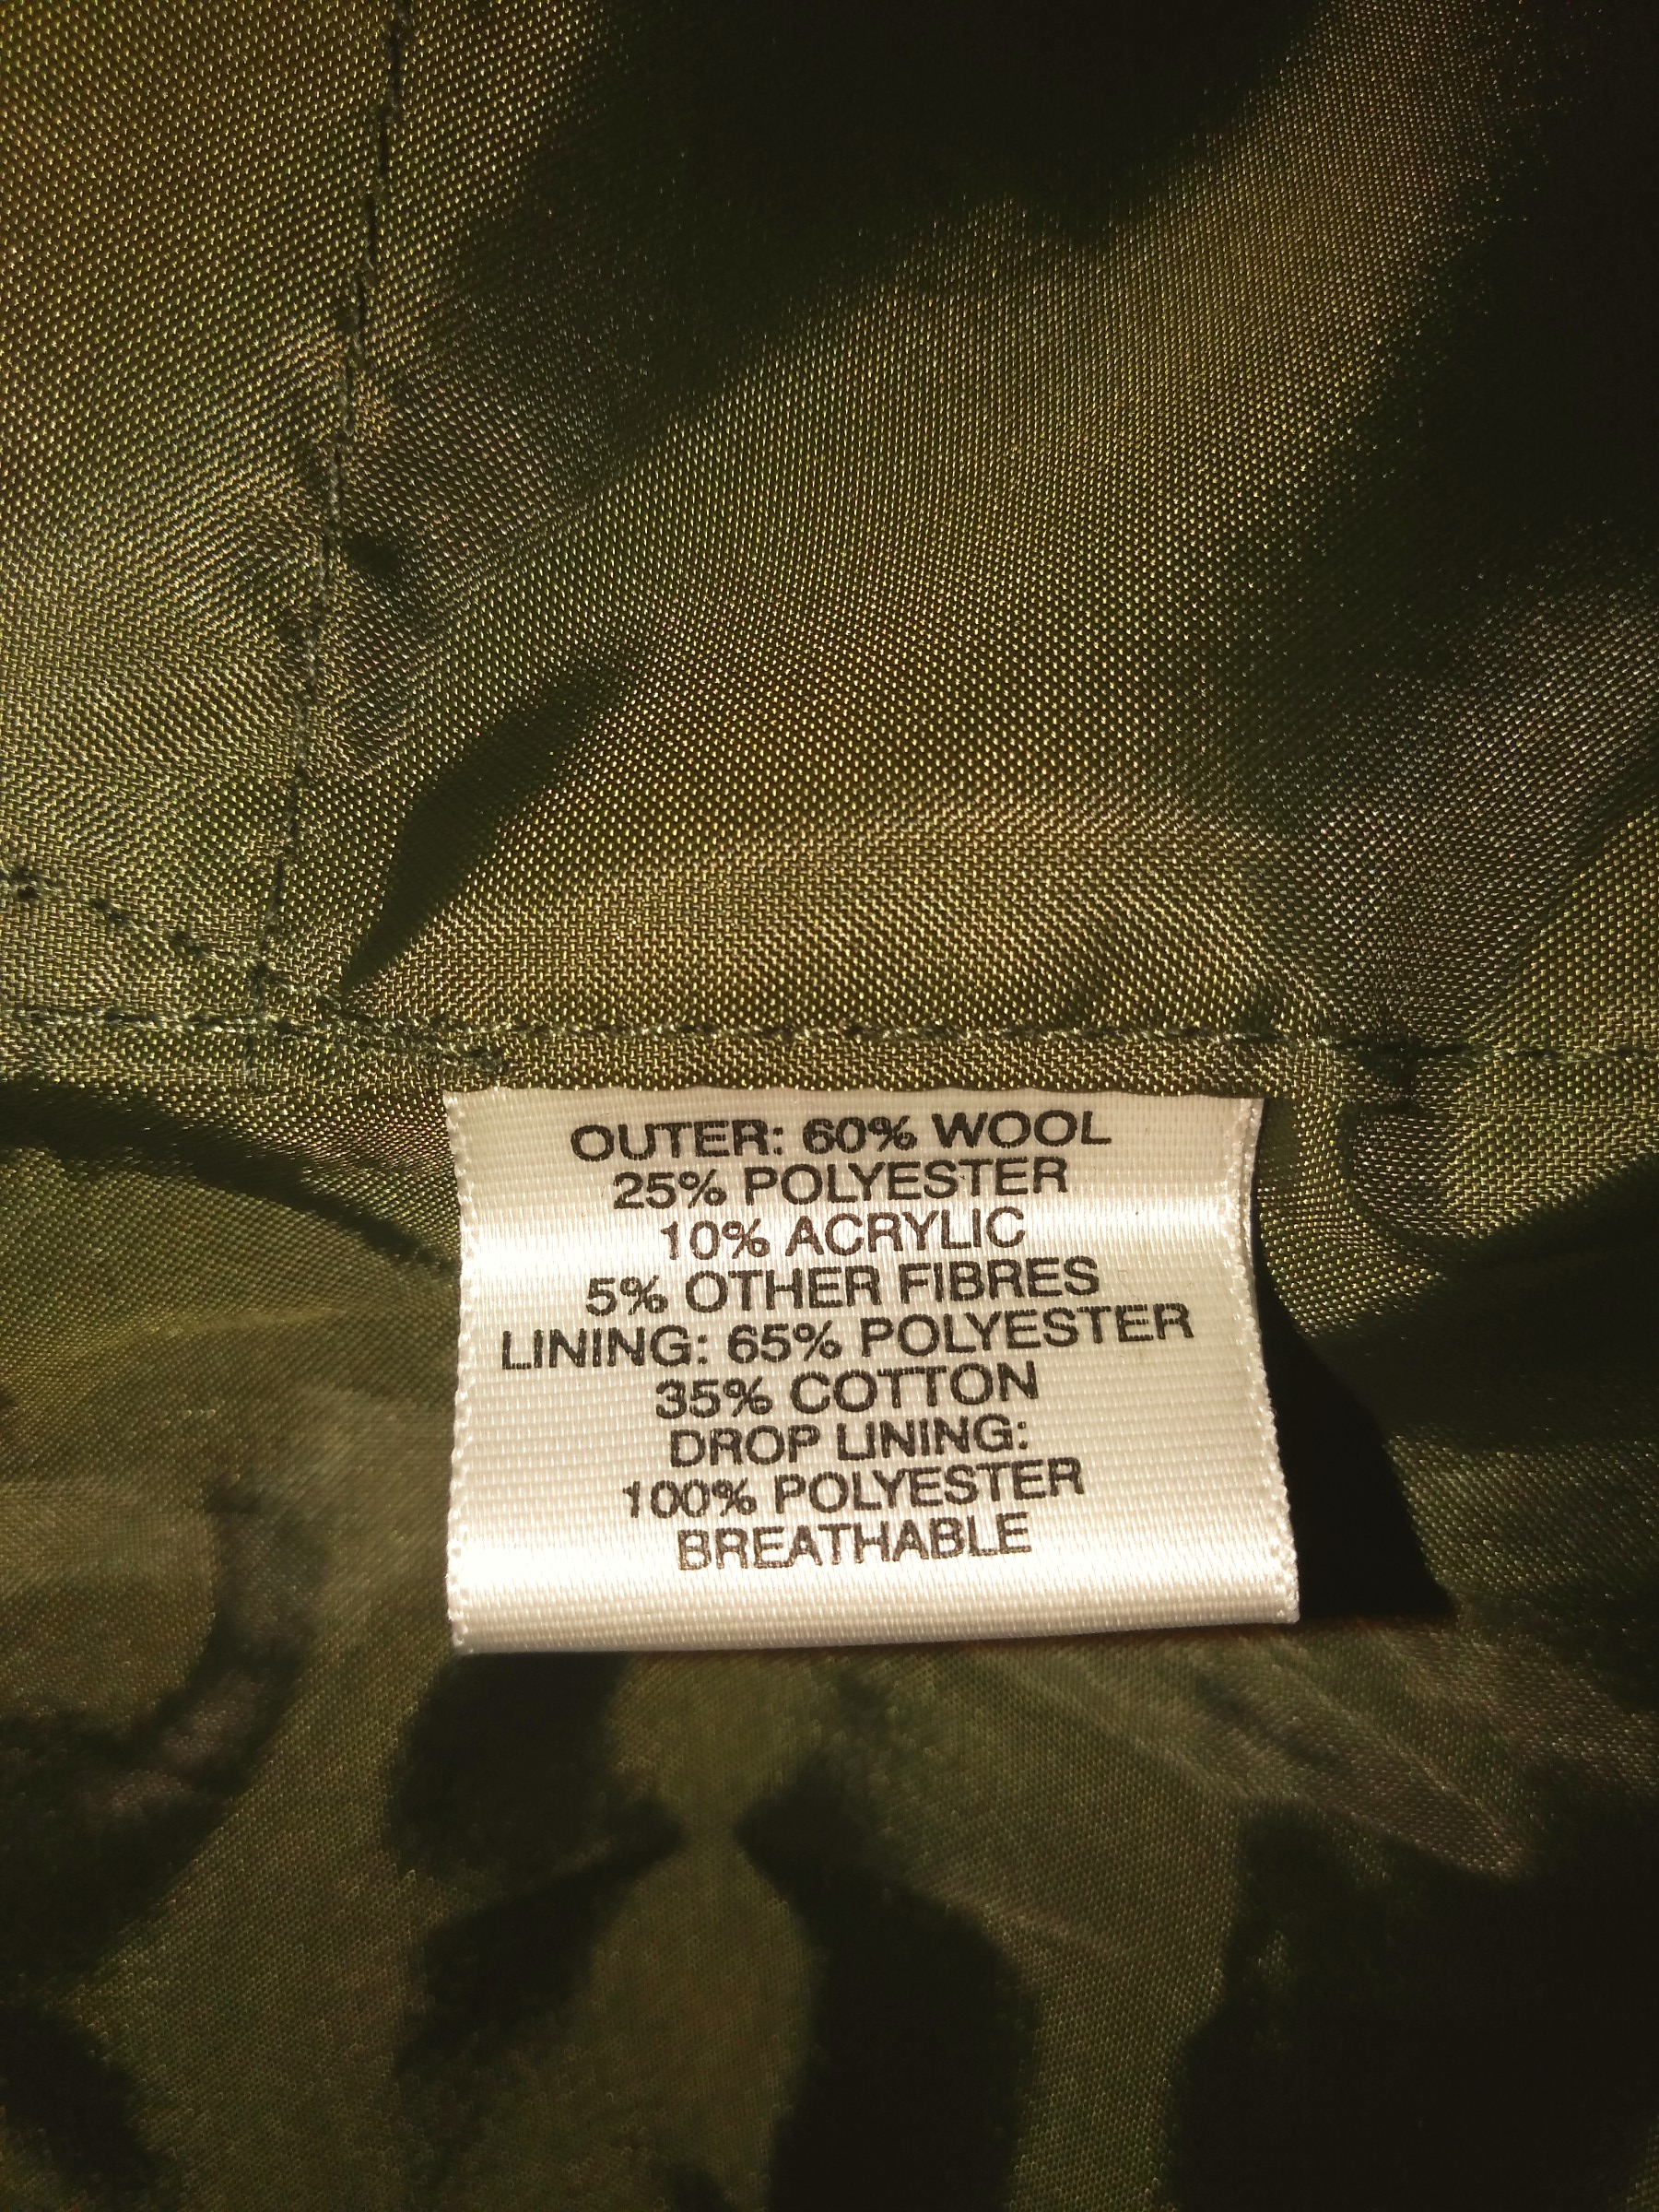 OUTER: 60% WOOL
25% POLYESTER
10% ACRYLIC
5% OTHER FIBRES
LINING: 65% POLYESTER
35% COTTON
DROP LINING:
100% POLYESTER
BREATHABLE